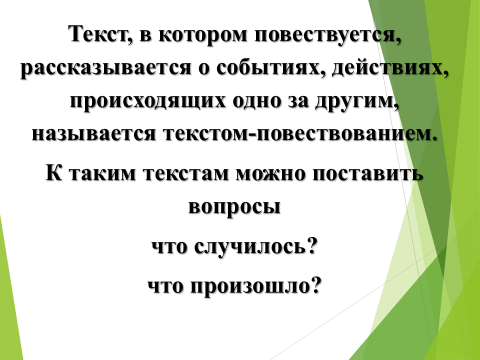 Текст, в котором повествуется,
рассказывается о событиях, действиях,
происходящих одно за другим,
называется текстом-повествованием.
К таким текстам можно поставить
вопросы
что случилось?
что произошло?